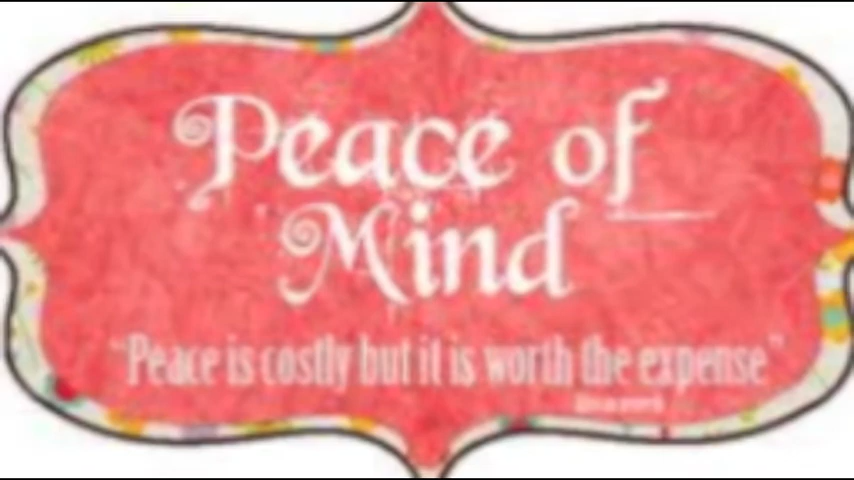 Peace of
Mind
"Peace is costly but it is worth the expense"